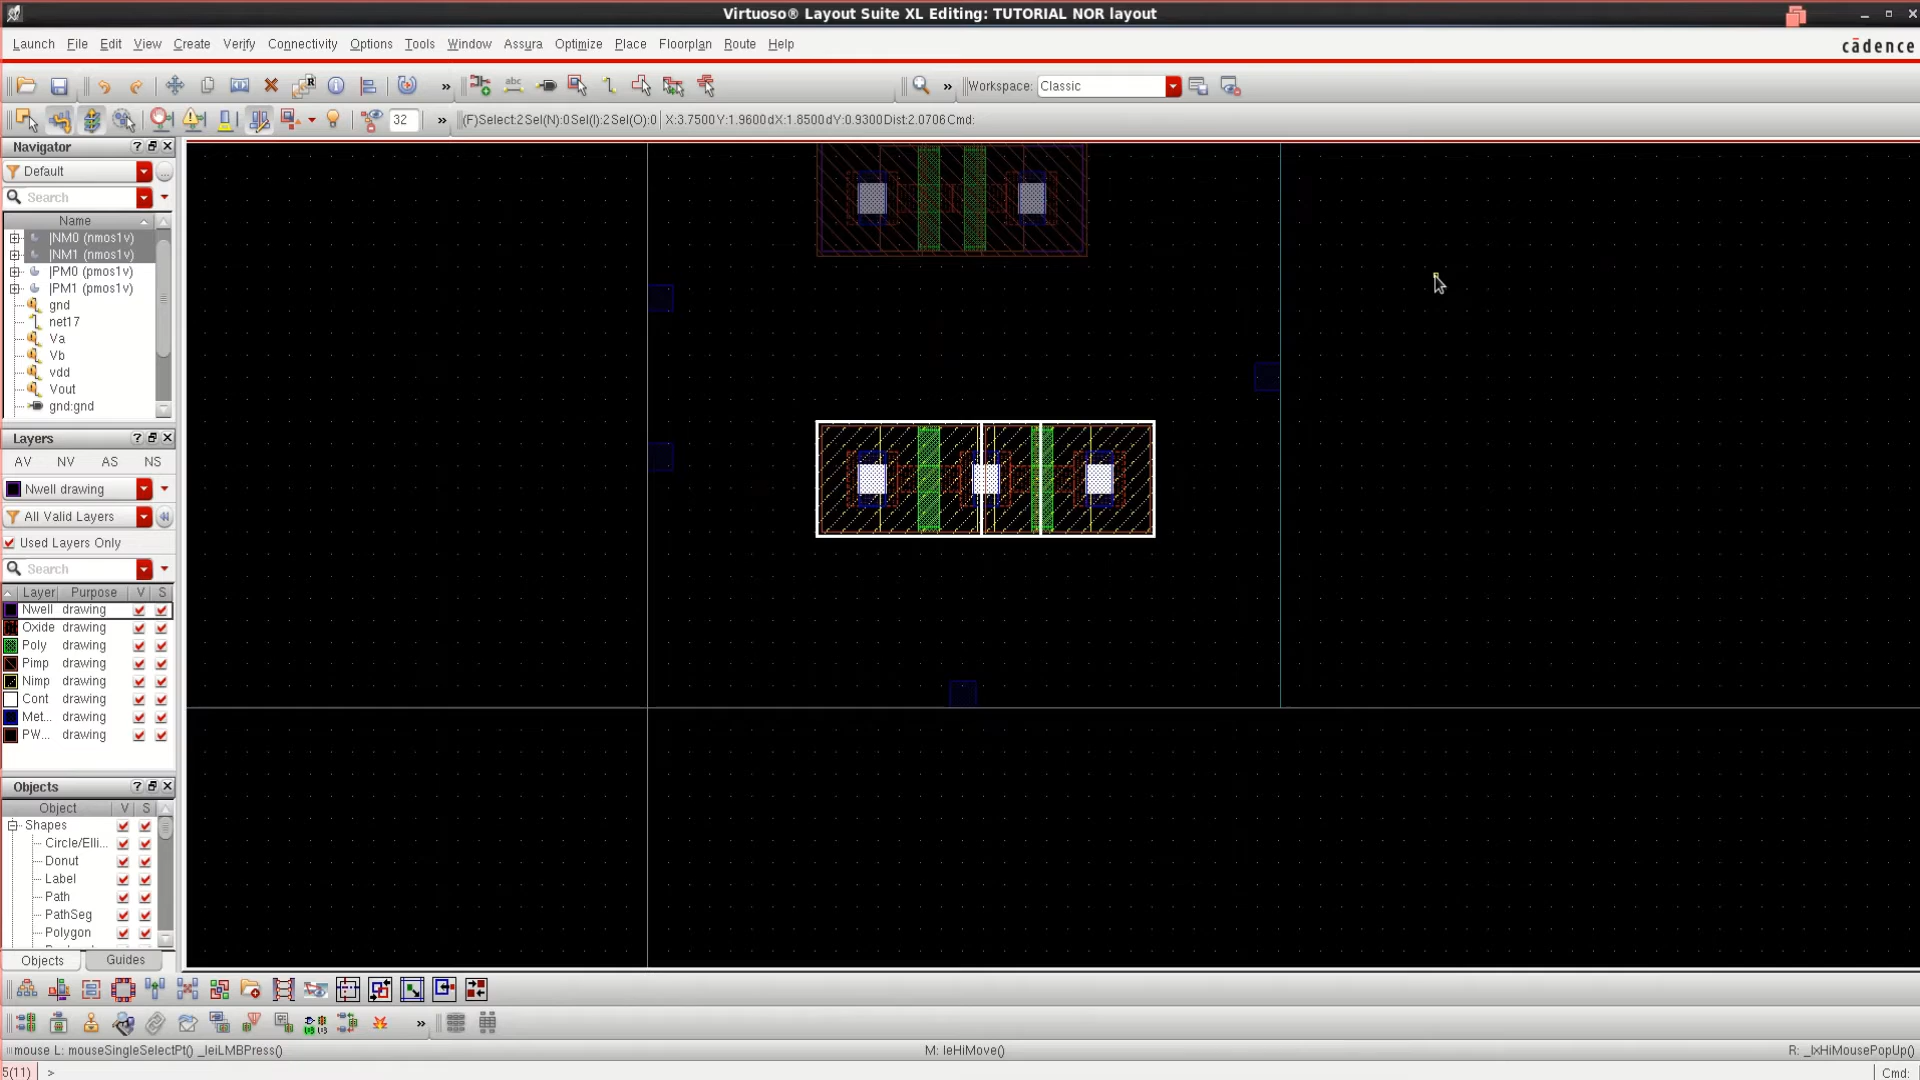 Virtuoso® Layout Suite XL Editing: TUTORIAL NOR layout
Launch File Edit View Create Verify Connectivity Options Tools Window Assura Optimize Place Floorplan Route Help
cādence
» » Workspace: Classic
32 » (F)Select:2 Sel(N):0 Sel(I):2 Sel(O):0 X:3.7500 Y:1.9600 dX:1.8500 dY:0.9300 Dist:2.0706 Cmd:
Navigator
Default
Search
Name
|NM0 (nmos1v)
|NM1 (nmos1v)
|PM0 (pmos1v)
|PM1 (pmos1v)
gnd
net17
Va
Vb
vdd
Vout
gnd:gnd
Layers
AV NV AS NS
Nwell drawing
All Valid Layers
Used Layers Only
Search
Layer Purpose V S
Nwell drawing
Oxide drawing
Poly drawing
Pimp drawing
Nimp drawing
Cont drawing
Met... drawing
PW... drawing
Objects
Object V S
Shapes
Circle/Elli...
Donut
Label
Path
PathSeg
Polygon
Objects Guides
»
mouse L: mouseSingleSelectPt() _leiLMBPress() M: leHiMove() R: _lxHiMousePopUp()
5(11) > Cmd: